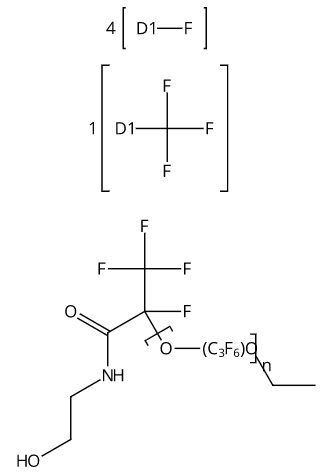 4 D1 F
F
1 D1 F
F
F
F F
O F
O (C₃F₆)O n
NH
HO